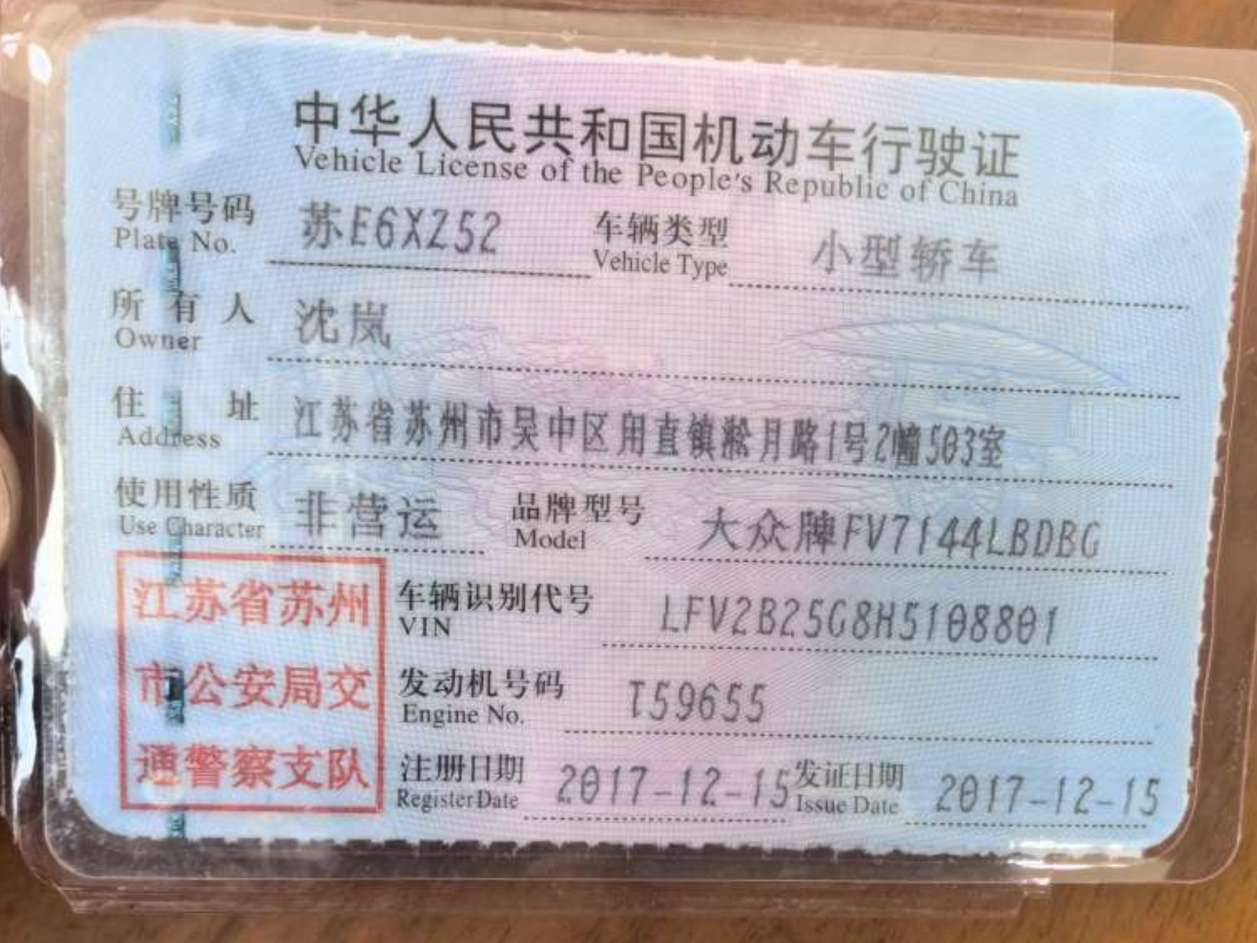 中华人民共和国机动车行驶证
Vehicle License of the People's Republic of China
号牌号码 苏E6XZ52 车辆类型 小型轿车
Plate No. Vehicle Type
所有人 沈岚
Owner
住址 江苏省苏州市吴中区甪直镇淞月路1号2幢503室
Address
使用性质 非营运 品牌型号 大众牌FV7144LBDBG
Use Character Model
江苏省苏州
市公安局交
通警察支队
车辆识别代号 LFV2B25G8H5108801
VIN
发动机号码 T59655
Engine No.
注册日期 2017-12-15 发证日期 2017-12-15
Register Date Issue Date